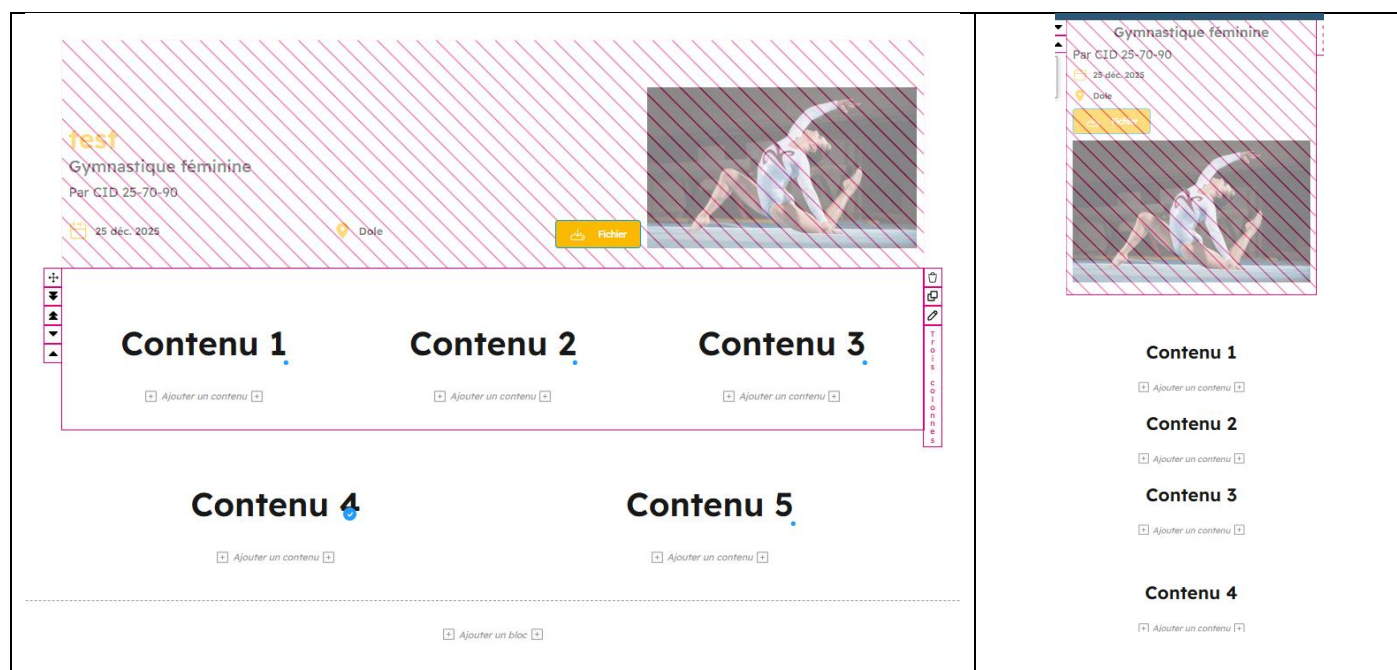 test
Gymnastique féminine
Par CID 25-70-90
25 déc. 2025
Dole
Fichier
Contenu 1
Contenu 2
Contenu 3
Ajouter un contenu
Ajouter un contenu
Ajouter un contenu
Trois colonnes
Contenu 4
Contenu 5
Ajouter un contenu
Ajouter un contenu
Ajouter un bloc
Gymnastique féminine
Par CID 25-70-90
25 déc. 2025
Dole
Fichier
Contenu 1
Ajouter un contenu
Contenu 2
Ajouter un contenu
Contenu 3
Ajouter un contenu
Contenu 4
Ajouter un contenu